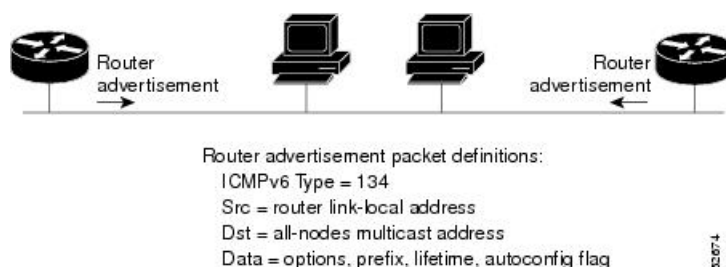 Router
advertisement
Router
advertisement
Router advertisement packet definitions:
ICMPv6 Type = 134
Src = router link-local address
Dst = all-nodes multicast address
Data = options, prefix, lifetime, autoconfig flag